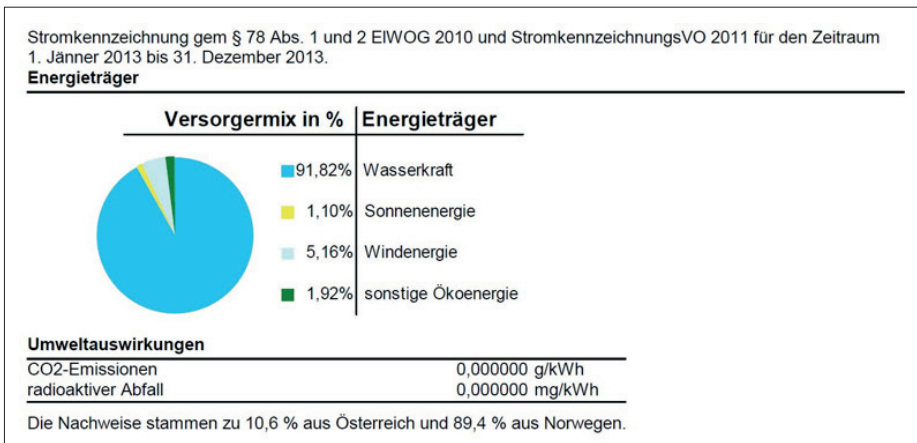 Stromkennzeichnung gem § 78 Abs. 1 und 2 ElWOG 2010 und StromkennzeichnungsVO 2011 für den Zeitraum
1. Jänner 2013 bis 31. Dezember 2013.
Energieträger
Versorgermix in % Energieträger
91,82% Wasserkraft
1,10% Sonnenenergie
5,16% Windenergie
1,92% sonstige Ökoenergie
Umweltauswirkungen
CO2-Emissionen 0,000000 g/kWh
radioaktiver Abfall 0,000000 mg/kWh
Die Nachweise stammen zu 10,6 % aus Österreich und 89,4 % aus Norwegen.